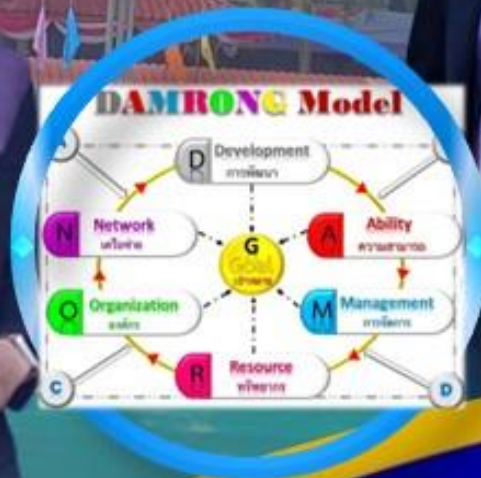 DAMRONG Model
D Development
การพัฒนา
N Network
เครือข่าย
G
Goal
เป้าหมาย
A Ability
ความสามารถ
O Organization
องค์กร
M Management
การจัดการ
R Resource
ทรัพยากร
C
D